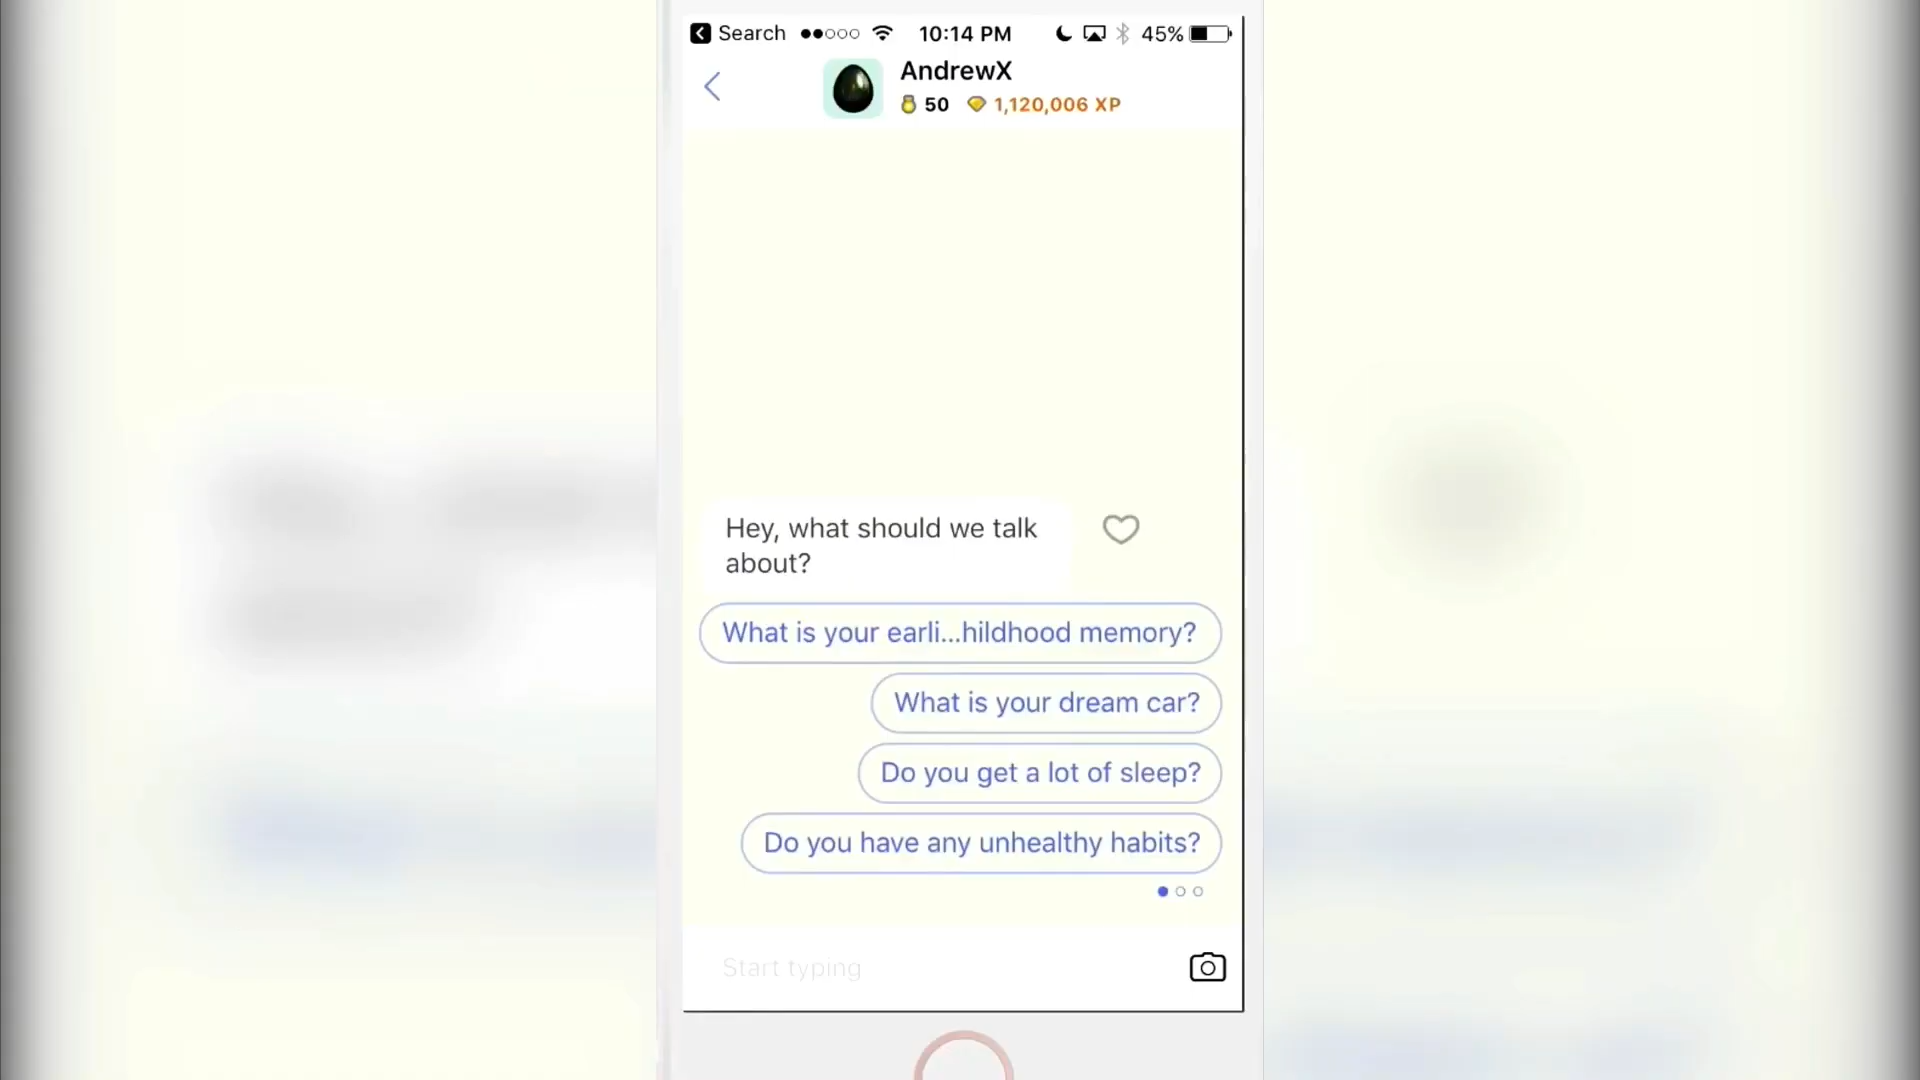 Search 10:14 PM 45%
AndrewX
50 1,120,006 XP
Hey, what should we talk
about?
What is your earli...hildhood memory?
What is your dream car?
Do you get a lot of sleep?
Do you have any unhealthy habits?
Start typing